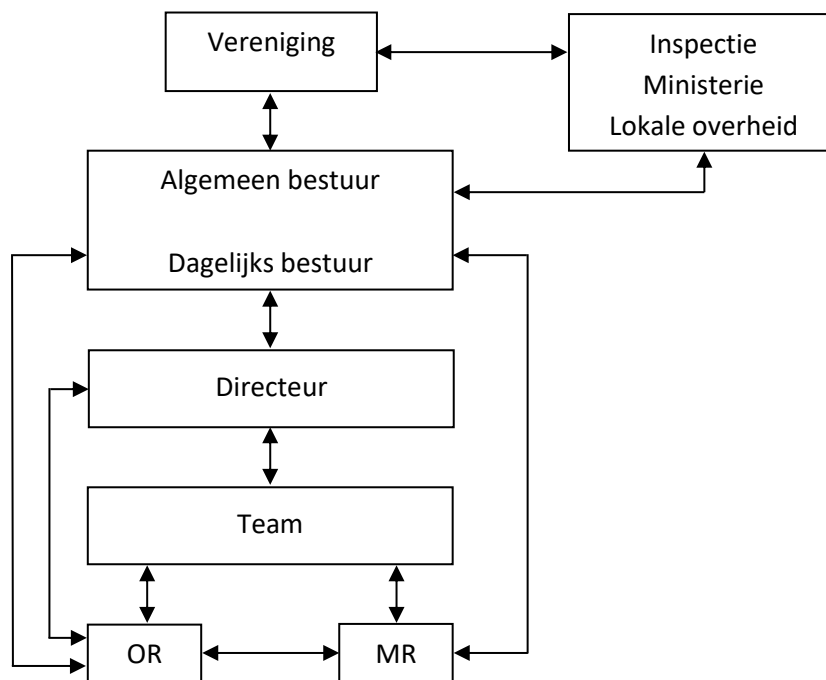 Vereniging
Inspectie
Ministerie
Lokale overheid
Algemeen bestuur
Dagelijks bestuur
Directeur
Team
OR
MR